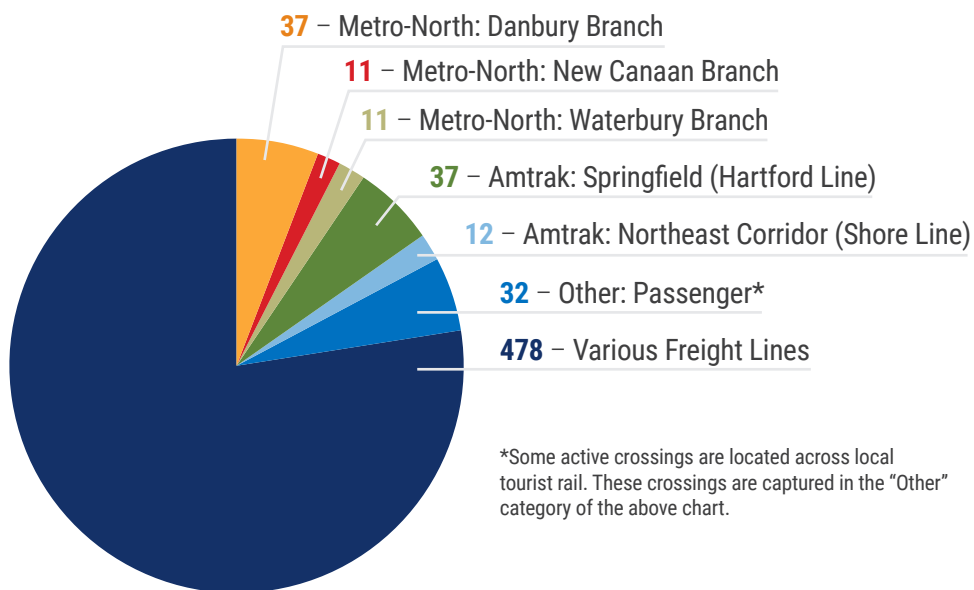 37 – Metro-North: Danbury Branch
11 – Metro-North: New Canaan Branch
11 – Metro-North: Waterbury Branch
37 – Amtrak: Springfield (Hartford Line)
12 – Amtrak: Northeast Corridor (Shore Line)
32 – Other: Passenger*
478 – Various Freight Lines
*Some active crossings are located across local
tourist rail. These crossings are captured in the “Other”
category of the above chart.